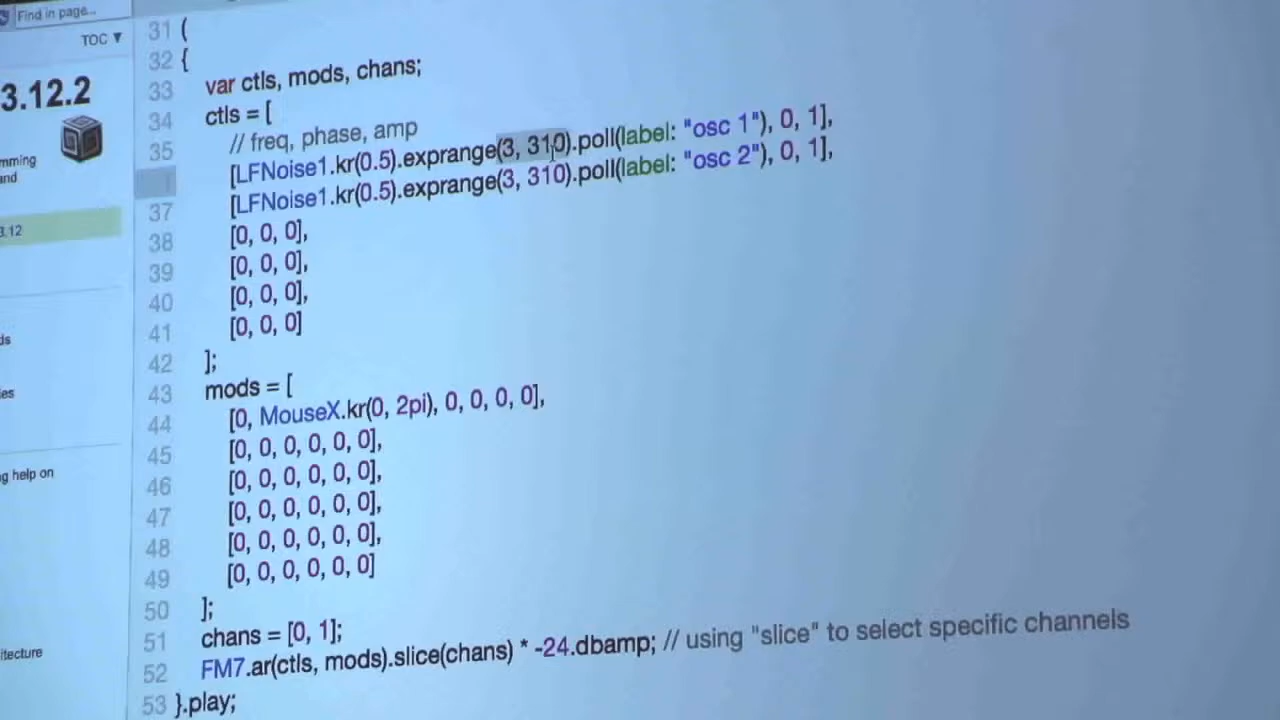 Find in page...
TOC ▼
3.12.2
mming
and
3.12
ds
ies
ng help on
itecture
31 (
32 {
33 var ctls, mods, chans;
34 ctls = [
35 // freq, phase, amp
[LFNoise1.kr(0.5).exprange(3, 310).poll(label: "osc 1"), 0, 1],
37 [LFNoise1.kr(0.5).exprange(3, 310).poll(label: "osc 2"), 0, 1],
38 [0, 0, 0],
39 [0, 0, 0],
40 [0, 0, 0],
41 [0, 0, 0]
42 ];
43 mods = [
44 [0, MouseX.kr(0, 2pi), 0, 0, 0, 0],
45 [0, 0, 0, 0, 0, 0],
46 [0, 0, 0, 0, 0, 0],
47 [0, 0, 0, 0, 0, 0],
48 [0, 0, 0, 0, 0, 0],
49 [0, 0, 0, 0, 0, 0]
50 ];
51 chans = [0, 1];
52 FM7.ar(ctls, mods).slice(chans) * -24.dbamp; // using "slice" to select specific channels
53 }.play;